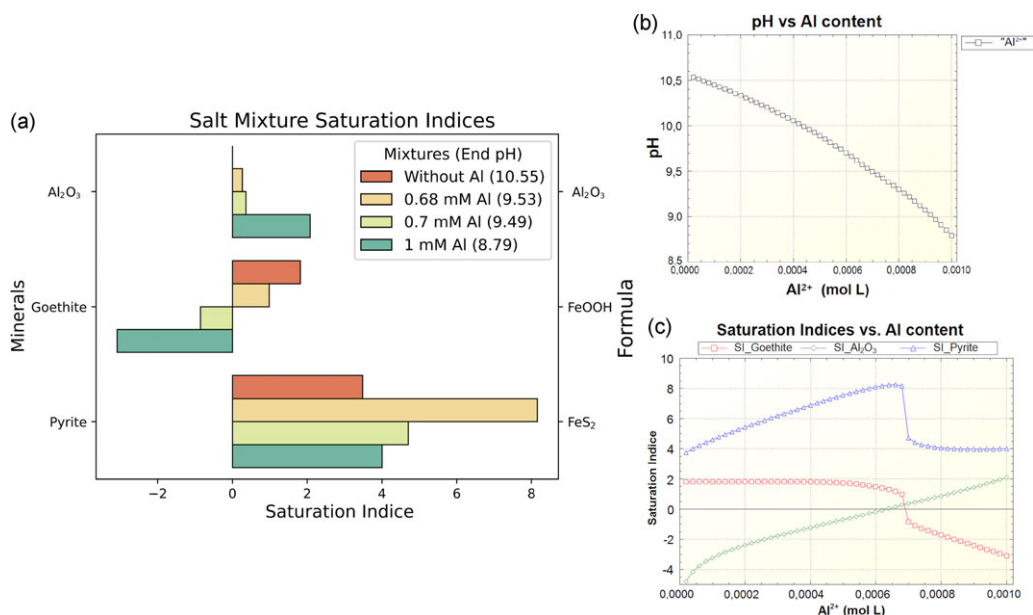 (a)
Salt Mixture Saturation Indices
Mixtures (End pH)
Without Al (10.55)
0.68 mM Al (9.53)
0.7 mM Al (9.49)
1 mM Al (8.79)
Minerals
Al₂O₃
Goethite
Pyrite
Al₂O₃
FeOOH
FeS₂
Formula
−2 0 2 4 6 8
Saturation Indice
(b)
pH vs Al content
"Al²⁺"
pH
11,0
10,5
10,0
9,5
9,0
8,5
0,0000 0,0002 0,0004 0,0006 0,0008 0,0010
Al²⁺ (mol L)
(c)
Saturation Indices vs. Al content
SI_Goethite SI_Al₂O₃ SI_Pyrite
Saturation Indice
10
8
6
4
2
0
-2
-4
0,0000 0,0002 0,0004 0,0006 0,0008 0,0010
Al²⁺ (mol L)